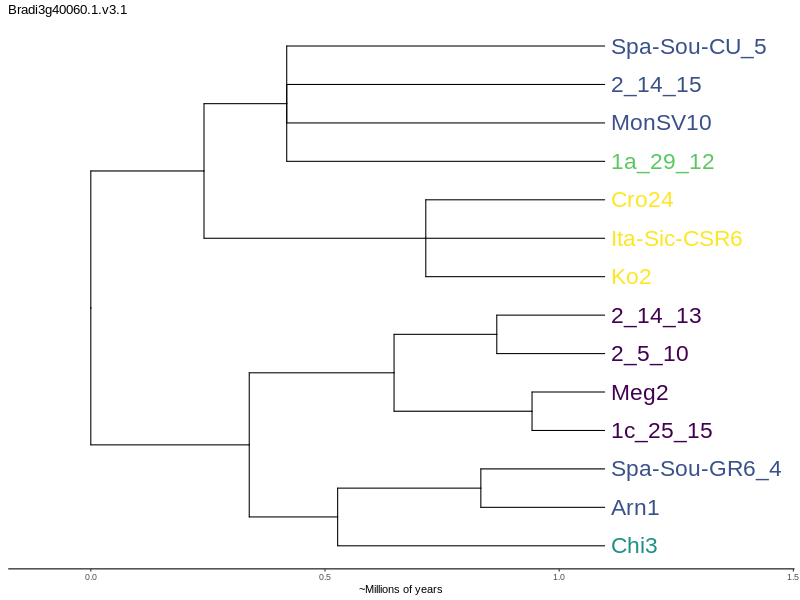 Bradi3g40060.1.v3.1
Spa-Sou-CU_5
2_14_15
MonSV10
1a_29_12
Cro24
Ita-Sic-CSR6
Ko2
2_14_13
2_5_10
Meg2
1c_25_15
Spa-Sou-GR6_4
Arn1
Chi3
0.0 0.5 1.0 1.5
~Millions of years